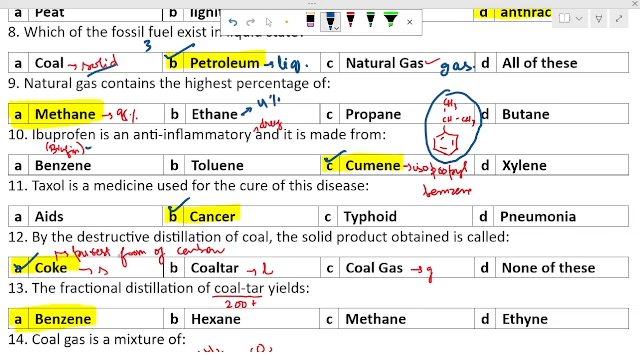 a Peat b lignit d anthrac
8. Which of the fossil fuel exist in liquid state?
3
a Coal → solid b Petroleum → liq. c Natural Gas gas d All of these
9. Natural gas contains the highest percentage of:
a Methane → 98% b Ethane → 4% c Propane d Butane
CH3
CH - CH3
drug
10. Ibuprofen is an anti-inflammatory and it is made from:
(Brufin)
a Benzene b Toluene c Cumene → isopropyl d Xylene
benzene
11. Taxol is a medicine used for the cure of this disease:
a Aids b Cancer c Typhoid d Pneumonia
12. By the destructive distillation of coal, the solid product obtained is called:
purest from of carbon
a Coke → s b Coaltar → l c Coal Gas → g d None of these
13. The fractional distillation of coal-tar yields:
200+
a Benzene b Hexane c Methane d Ethyne
14. Coal gas is a mixture of: